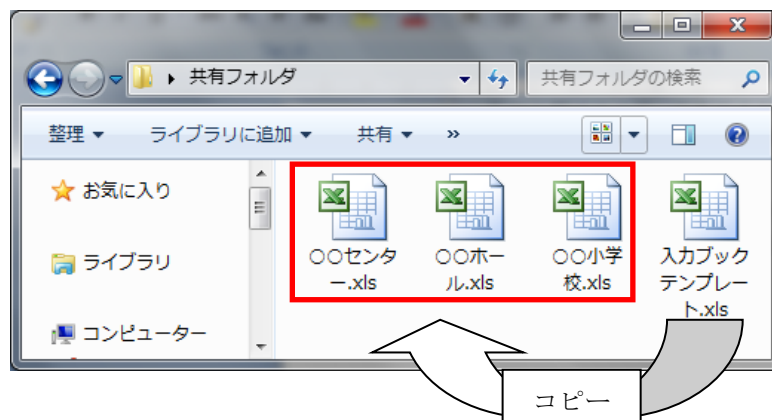 共有フォルダ
共有フォルダの検索
整理
ライブラリに追加
共有
»
お気に入り
ライブラリ
コンピューター
○○センタ
ー.xls
○○ホー
ル.xls
○○小学
校.xls
入力ブック
テンプレー
ト.xls
コピー